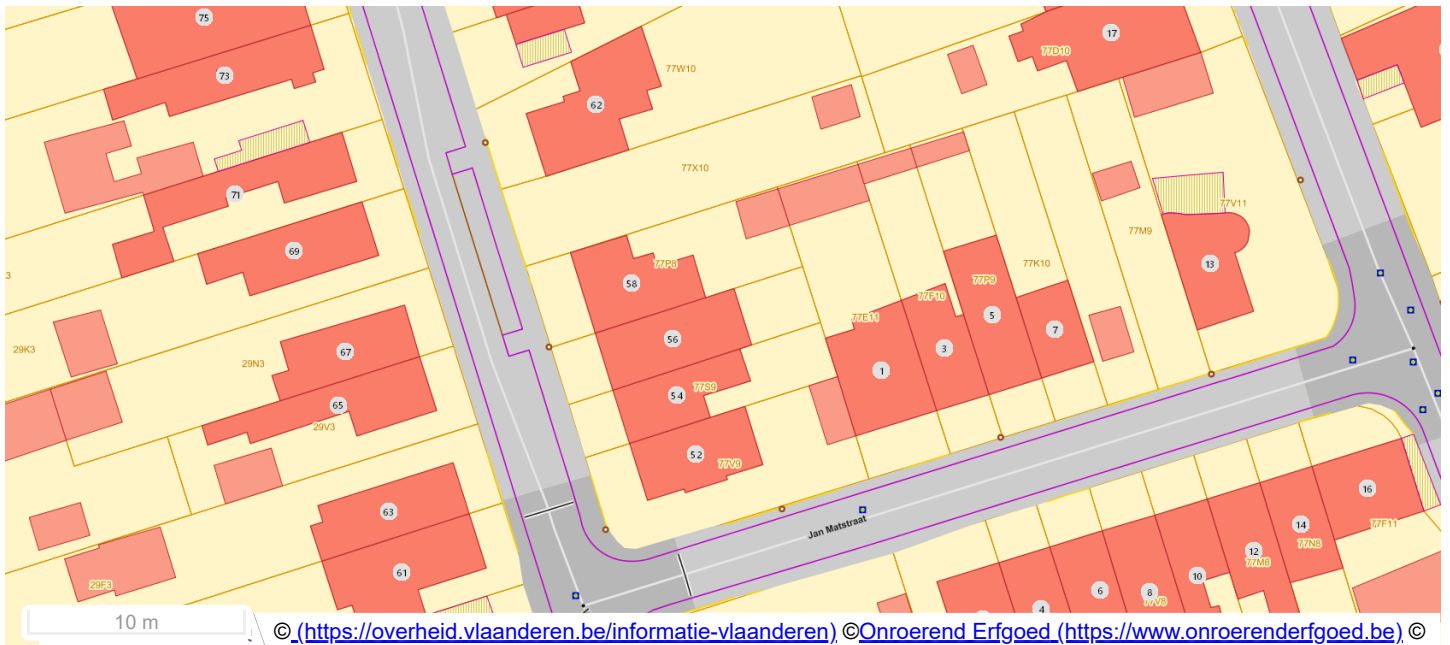 75
17
73
77D10
77W10
62
77X10
71
77V11
77M9
69
3
77P8
77K10
13
58
77P9
77F10
77E11
5
7
56
3
29K3
67
29N3
1
54
77S9
65
29V3
52
77V9
16
63
Jan Matstraat
14
77F11
77N8
12
77M8
61
10
29F3
6
8
77V8
4
10 m
© (https://overheid.vlaanderen.be/informatie-vlaanderen) ©Onroerend Erfgoed (https://www.onroerenderfgoed.be) ©